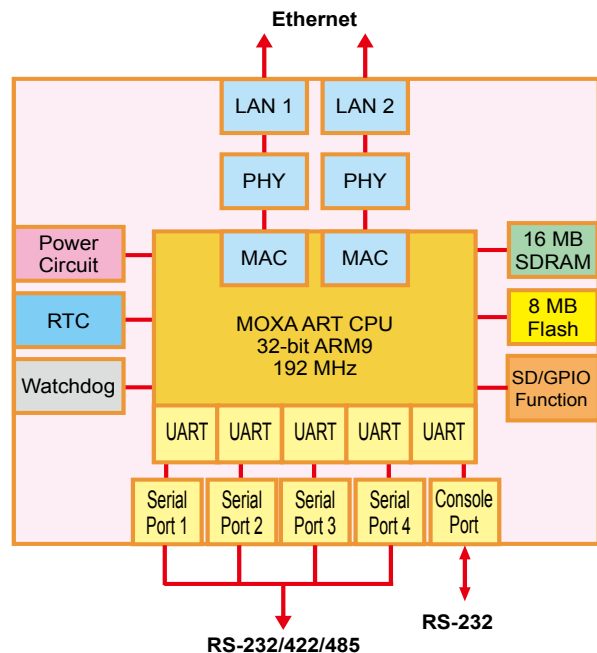 Ethernet
LAN 1
LAN 2
PHY
PHY
MAC
MAC
Power
Circuit
RTC
Watchdog
MOXA ART CPU
32-bit ARM9
192 MHz
16 MB
SDRAM
8 MB
Flash
SD/GPIO
Function
UART
UART
UART
UART
UART
Serial
Port 1
Serial
Port 2
Serial
Port 3
Serial
Port 4
Console
Port
RS-232/422/485
RS-232